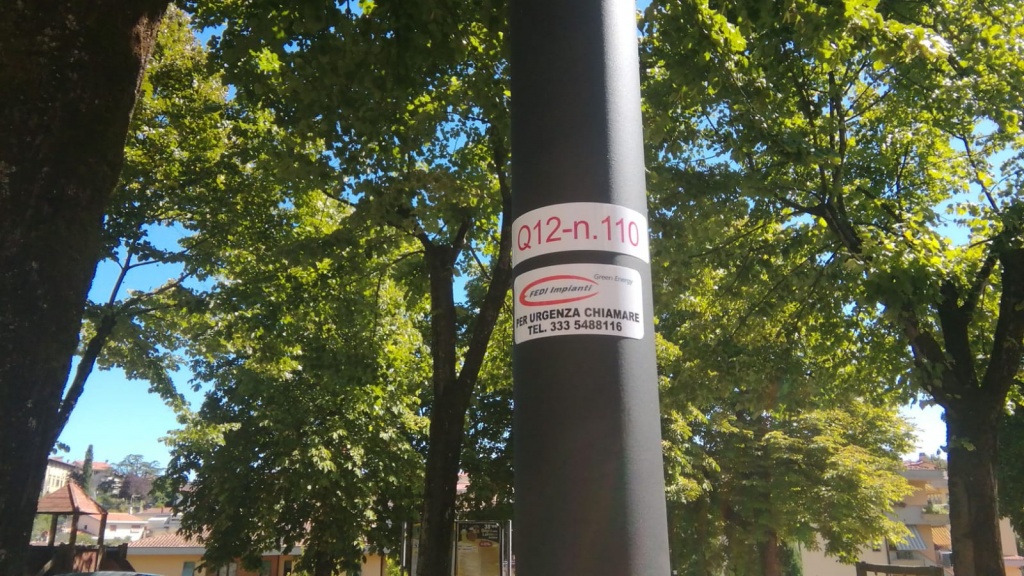 Q12-n.110
Green Energy
FEDI Impianti
PER URGENZA CHIAMARE
TEL. 333 5488116